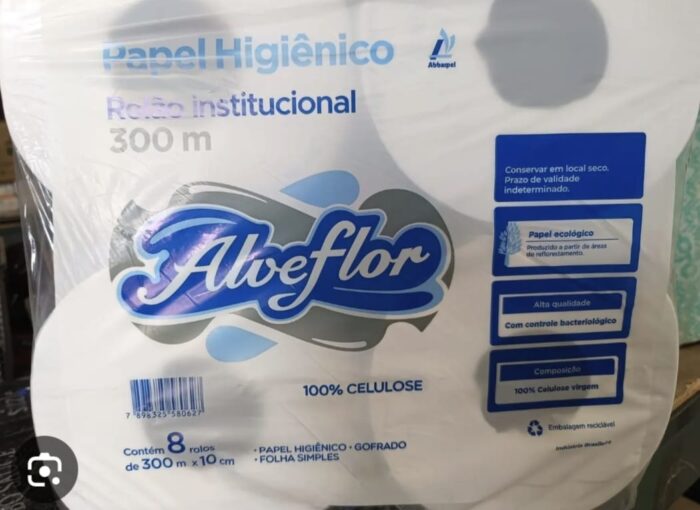 Papel Higiênico
Abbaspel
Rolão institucional
300 m
Conservar em local seco.
Prazo de validade
indeterminado.
Papel ecológico
Produzido a partir de áreas
de reflorestamento.
Alveflor
Alta qualidade
Com controle bacteriológico
Composição
100% Celulose virgem
100% CELULOSE
7 898325 580627
Embalagem reciclável
Indústria Brasileira
Contém 8 rolos
de 300 m x 10 cm
• PAPEL HIGIÊNICO • GOFRADO
• FOLHA SIMPLES